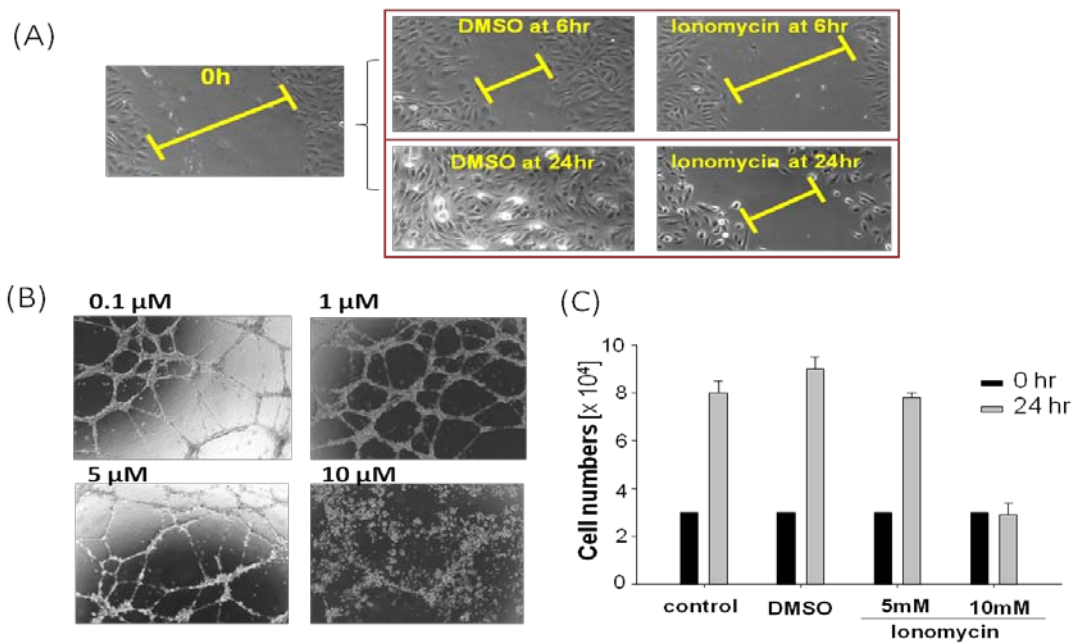 (A)
0h
DMSO at 6hr
Ionomycin at 6hr
DMSO at 24hr
Ionomycin at 24hr
(B)
0.1 µM
1 µM
5 µM
10 µM
(C)
Cell numbers [x 10⁴]
10
8
6
4
2
0
0 hr
24 hr
control
DMSO
5mM
10mM
Ionomycin